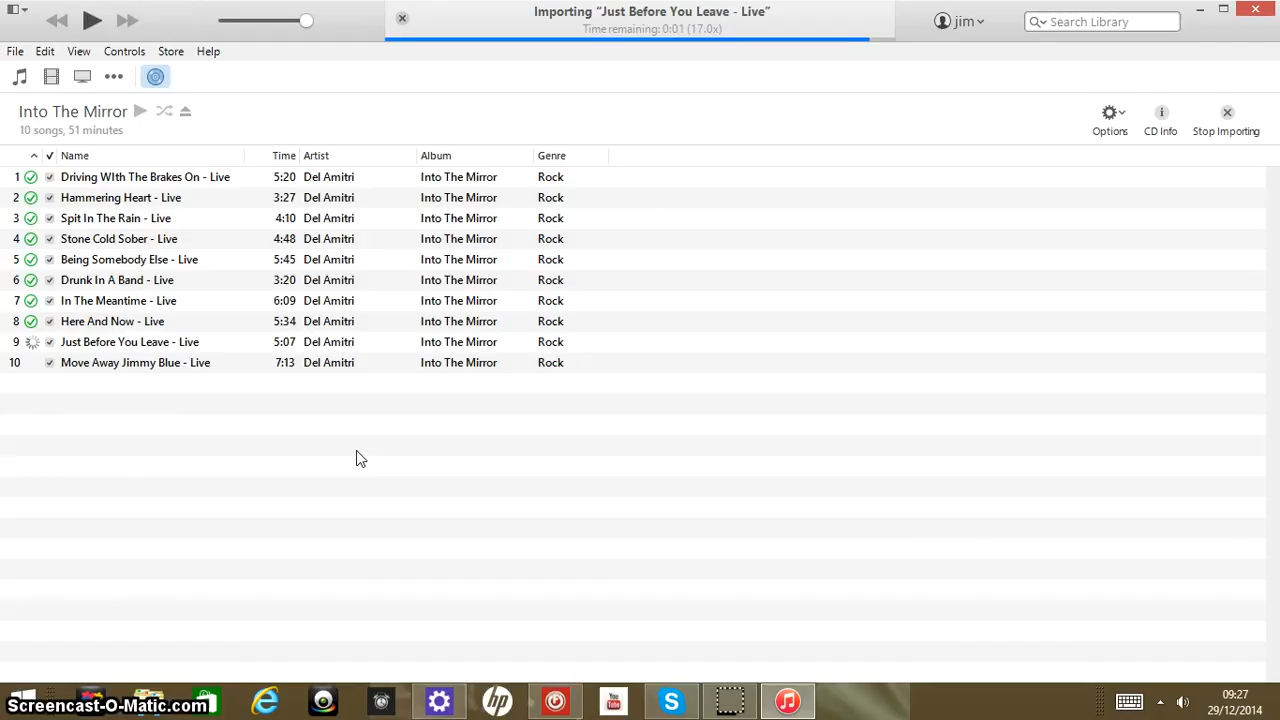 Importing “Just Before You Leave - Live”
Time remaining: 0:01 (17.0x)
jim
Search Library
File Edit View Controls Store Help
Into The Mirror
10 songs, 51 minutes
Options CD Info Stop Importing
Name Time Artist Album Genre
1 Driving WIth The Brakes On - Live 5:20 Del Amitri Into The Mirror Rock
2 Hammering Heart - Live 3:27 Del Amitri Into The Mirror Rock
3 Spit In The Rain - Live 4:10 Del Amitri Into The Mirror Rock
4 Stone Cold Sober - Live 4:48 Del Amitri Into The Mirror Rock
5 Being Somebody Else - Live 5:45 Del Amitri Into The Mirror Rock
6 Drunk In A Band - Live 3:20 Del Amitri Into The Mirror Rock
7 In The Meantime - Live 6:09 Del Amitri Into The Mirror Rock
8 Here And Now - Live 5:34 Del Amitri Into The Mirror Rock
9 Just Before You Leave - Live 5:07 Del Amitri Into The Mirror Rock
10 Move Away Jimmy Blue - Live 7:13 Del Amitri Into The Mirror Rock
Screencast-O-Matic.com
hp
You
Tube
09:27
29/12/2014